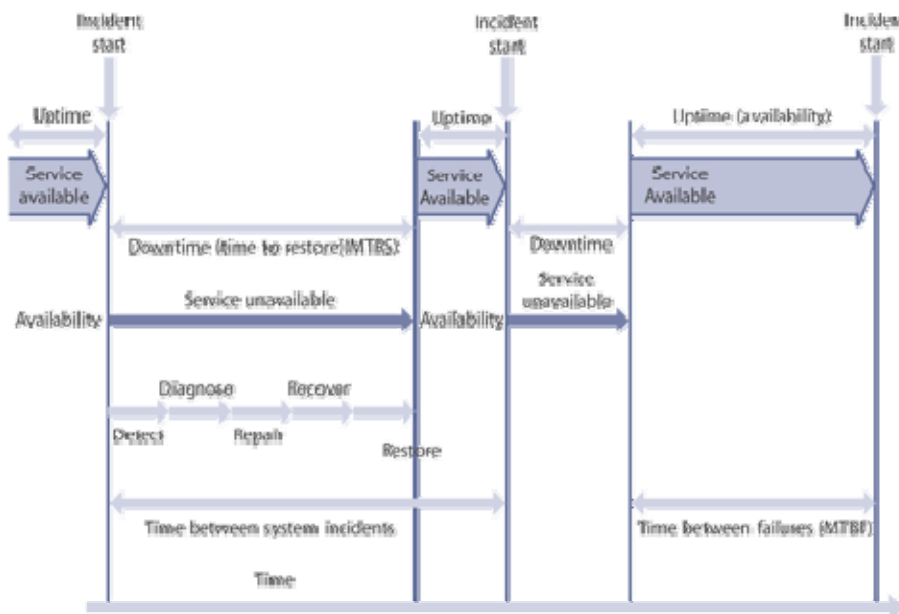 Incident
start
Incident
start
Incident
start
Uptime
Uptime
Uptime (availability)
Service
available
Service
Available
Service
Available
Downtime (time to restore)(MTRS)
Downtime
Service unavailable
Service
unavailable
Availability
Availability
Diagnose
Recover
Detect
Repair
Restore
Time between system incidents
Time between failures (MTBF)
Time